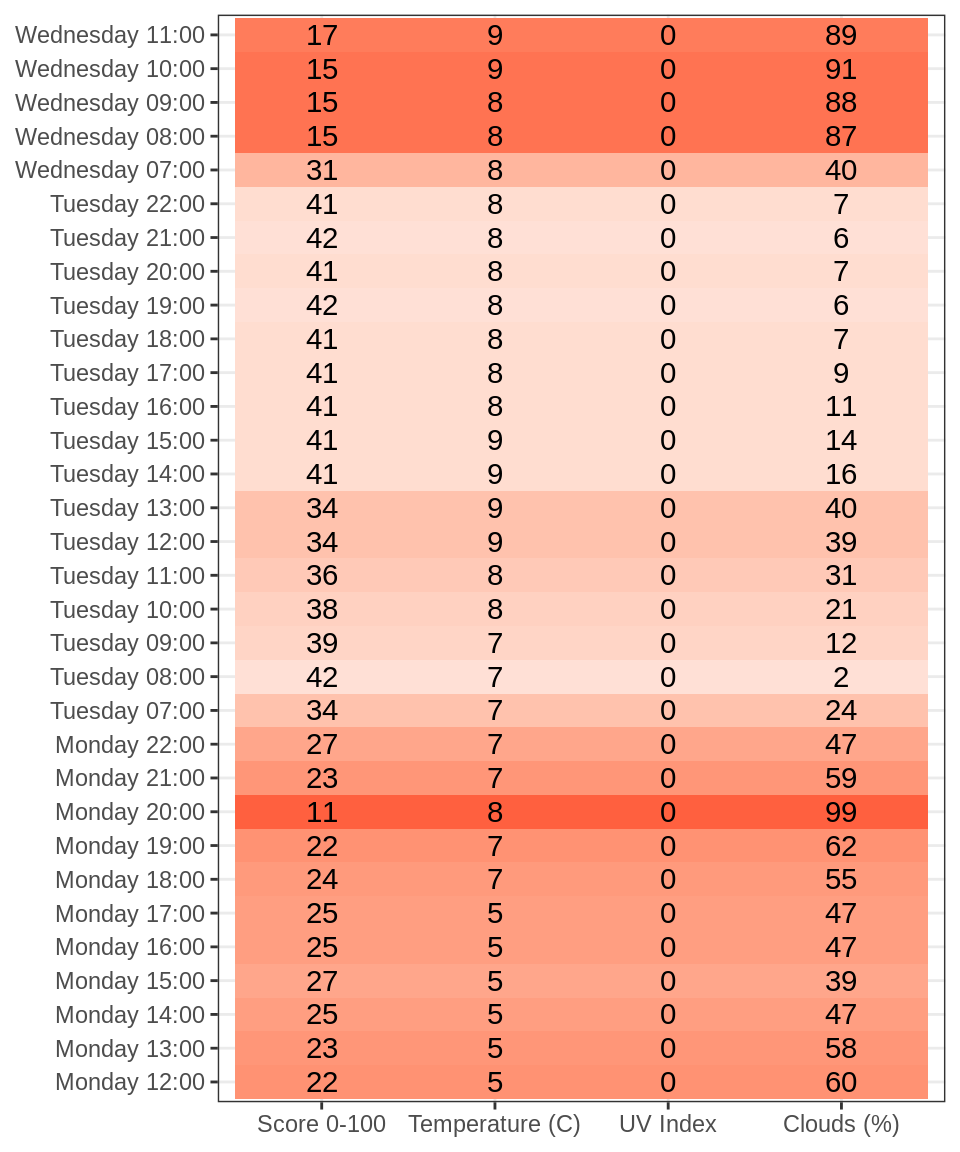 Wednesday 11:00 17 9 0 89
Wednesday 10:00 15 9 0 91
Wednesday 09:00 15 8 0 88
Wednesday 08:00 15 8 0 87
Wednesday 07:00 31 8 0 40
Tuesday 22:00 41 8 0 7
Tuesday 21:00 42 8 0 6
Tuesday 20:00 41 8 0 7
Tuesday 19:00 42 8 0 6
Tuesday 18:00 41 8 0 7
Tuesday 17:00 41 8 0 9
Tuesday 16:00 41 8 0 11
Tuesday 15:00 41 9 0 14
Tuesday 14:00 41 9 0 16
Tuesday 13:00 34 9 0 40
Tuesday 12:00 34 9 0 39
Tuesday 11:00 36 8 0 31
Tuesday 10:00 38 8 0 21
Tuesday 09:00 39 7 0 12
Tuesday 08:00 42 7 0 2
Tuesday 07:00 34 7 0 24
Monday 22:00 27 7 0 47
Monday 21:00 23 7 0 59
Monday 20:00 11 8 0 99
Monday 19:00 22 7 0 62
Monday 18:00 24 7 0 55
Monday 17:00 25 5 0 47
Monday 16:00 25 5 0 47
Monday 15:00 27 5 0 39
Monday 14:00 25 5 0 47
Monday 13:00 23 5 0 58
Monday 12:00 22 5 0 60
Score 0-100 Temperature (C) UV Index Clouds (%)